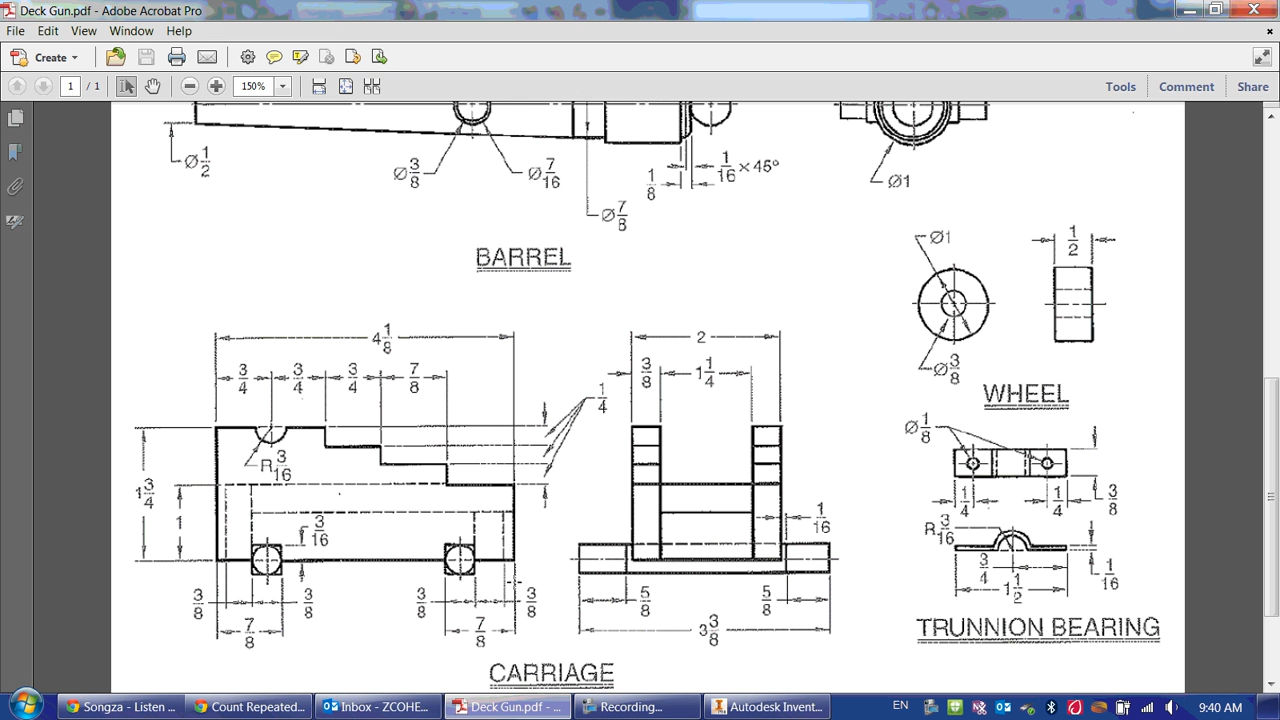 Deck Gun.pdf - Adobe Acrobat Pro
File Edit View Window Help
Create
1 / 1 150% Tools Comment Share
Ø1/2
Ø3/8
Ø7/16
1/8
1/16 × 45°
Ø7/8
Ø1
BARREL
Ø1
1/2
Ø3/8
WHEEL
4 1/8
3/4 3/4 3/4 7/8
1/4
R3/16
1 3/4
1
3/16
3/8 3/8 3/8 3/8
7/8 7/8
2
3/8 1 1/4
1/16
5/8 5/8
3 3/8
CARRIAGE
Ø1/8
1/4 1/4 3/8
R3/16
3/4
1 1/2
1/16
TRUNNION BEARING
Songza - Listen ...
Count Repeated...
Inbox - ZCOHE...
Deck Gun.pdf - ...
Recording...
Autodesk Invent...
EN
9:40 AM